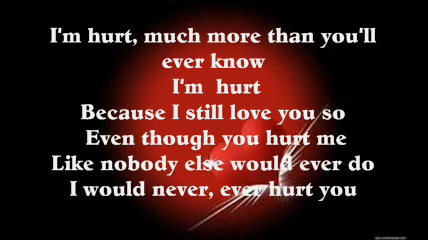 I'm hurt, much more than you'll
ever know
I'm hurt
Because I still love you so
Even though you hurt me
Like nobody else would ever do
I would never, ever hurt you